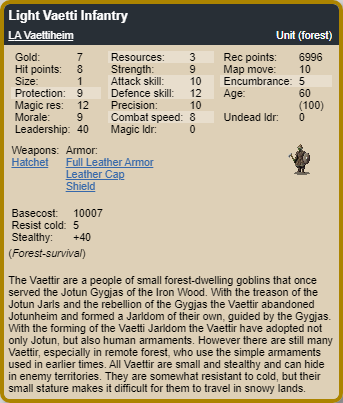 Light Vaetti Infantry
LA Vaettiheim Unit (forest)
Gold: 7 Resources: 3 Rec points: 6996
Hit points: 8 Strength: 9 Map move: 10
Size: 1 Attack skill: 10 Encumbrance: 5
Protection: 9 Defence skill: 12 Age: 60
Magic res: 12 Precision: 10 (100)
Morale: 9 Combat speed: 8 Undead ldr: 0
Leadership: 40 Magic ldr: 0
Weapons: Armor:
Hatchet Full Leather Armor
Leather Cap
Shield
Basecost: 10007
Resist cold: 5
Stealthy: +40
(Forest-survival)
The Vaettir are a people of small forest-dwelling goblins that once
served the Jotun Gygjas of the Iron Wood. With the treason of the
Jotun Jarls and the rebellion of the Gygjas the Vaettir abandoned
Jotunheim and formed a Jarldom of their own, guided by the Gygjas.
With the forming of the Vaetti Jarldom the Vaettir have adopted not
only Jotun, but also human armaments. However there are still many
Vaettir, especially in remote forest, who use the simple armaments
used in earlier times. All Vaettir are small and stealthy and can hide
in enemy territories. They are somewhat resistant to cold, but their
small stature makes it difficult for them to travel in snowy lands.